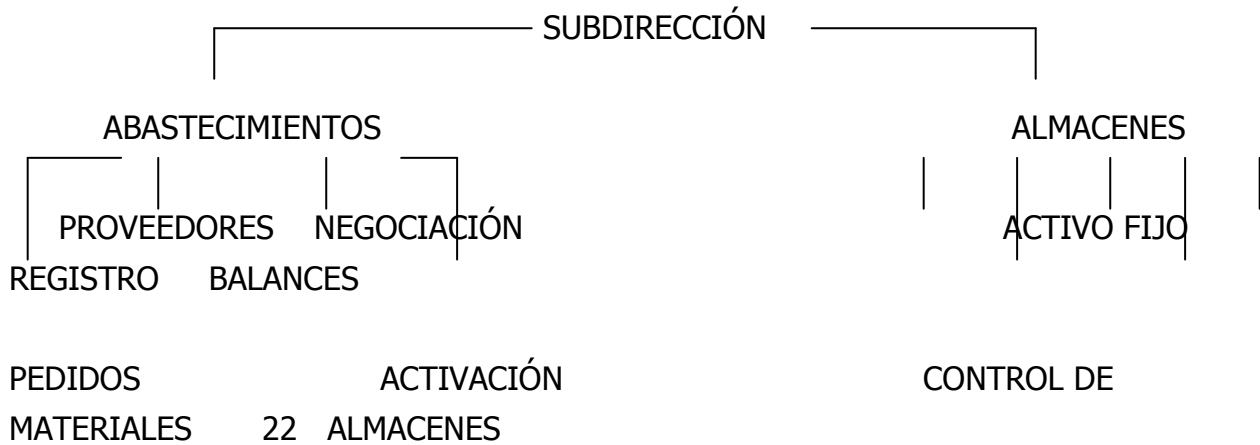 SUBDIRECCIÓN
ABASTECIMIENTOS ALMACENES
PROVEEDORES NEGOCIACIÓN ACTIVO FIJO
REGISTRO BALANCES
PEDIDOS ACTIVACIÓN CONTROL DE
MATERIALES 22 ALMACENES